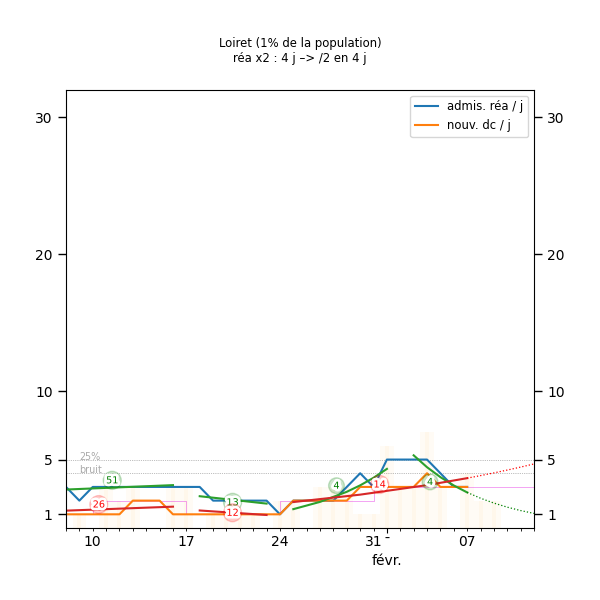 Loiret (1% de la population)
réa x2 : 4 j –> /2 en 4 j
admis. réa / j
nouv. dc / j
30 30
20 20
10 10
5 5
1 1
25%
bruit
51
26
13
12
4
14
4
10 17 24 31 07
févr.